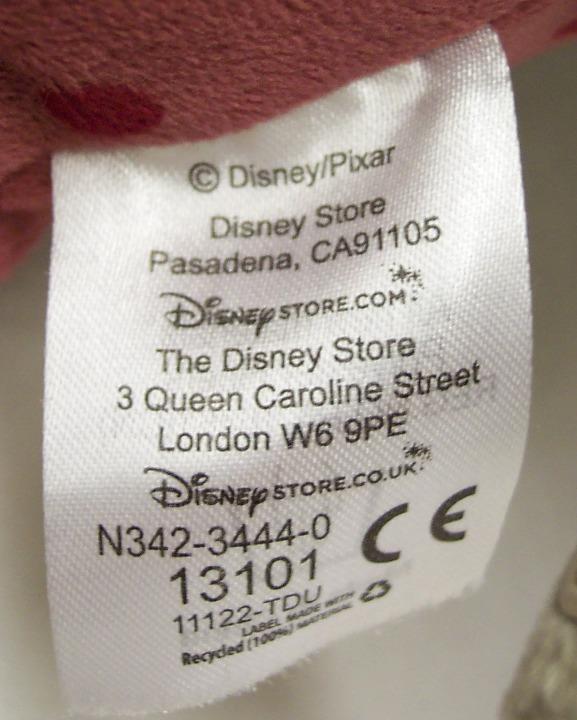 © Disney/Pixar
Disney Store
Pasadena, CA91105
DisneySTORE.COM
The Disney Store
3 Queen Caroline Street
London W6 9PE
DisneySTORE.CO.UK
N342-3444-0 CE
13101
11122-TDU
LABEL MADE WITH
Recycled (100%) MATERIAL